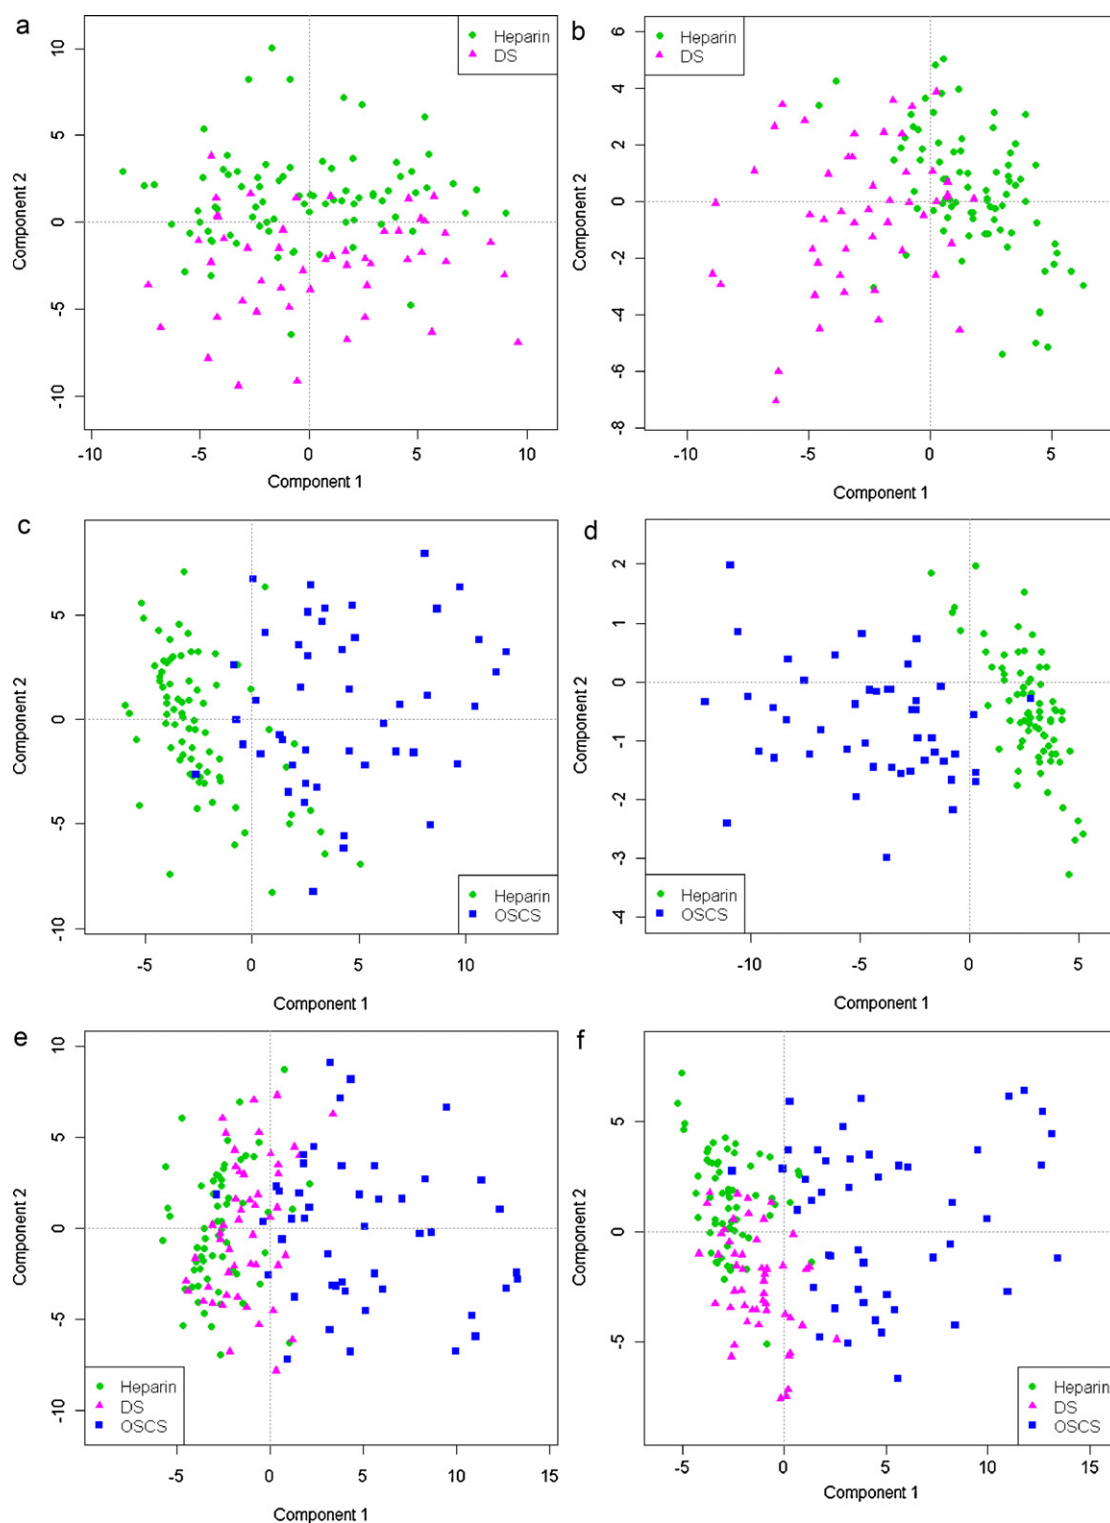 a
Heparin
DS
10
5
0
-5
-10
Component 2
-10 -5 0 5 10
Component 1
b
Heparin
DS
6
4
2
0
-2
-4
-6
-8
Component 2
-10 -5 0 5
Component 1
c
5
0
-5
-10
Component 2
Heparin
OSCS
-5 0 5 10
Component 1
d
2
1
0
-1
-2
-3
-4
Component 2
Heparin
OSCS
-10 -5 0 5
Component 1
e
10
5
0
-5
-10
Component 2
Heparin
DS
OSCS
-5 0 5 10 15
Component 1
f
5
0
-5
Component 2
Heparin
DS
OSCS
-5 0 5 10 15
Component 1